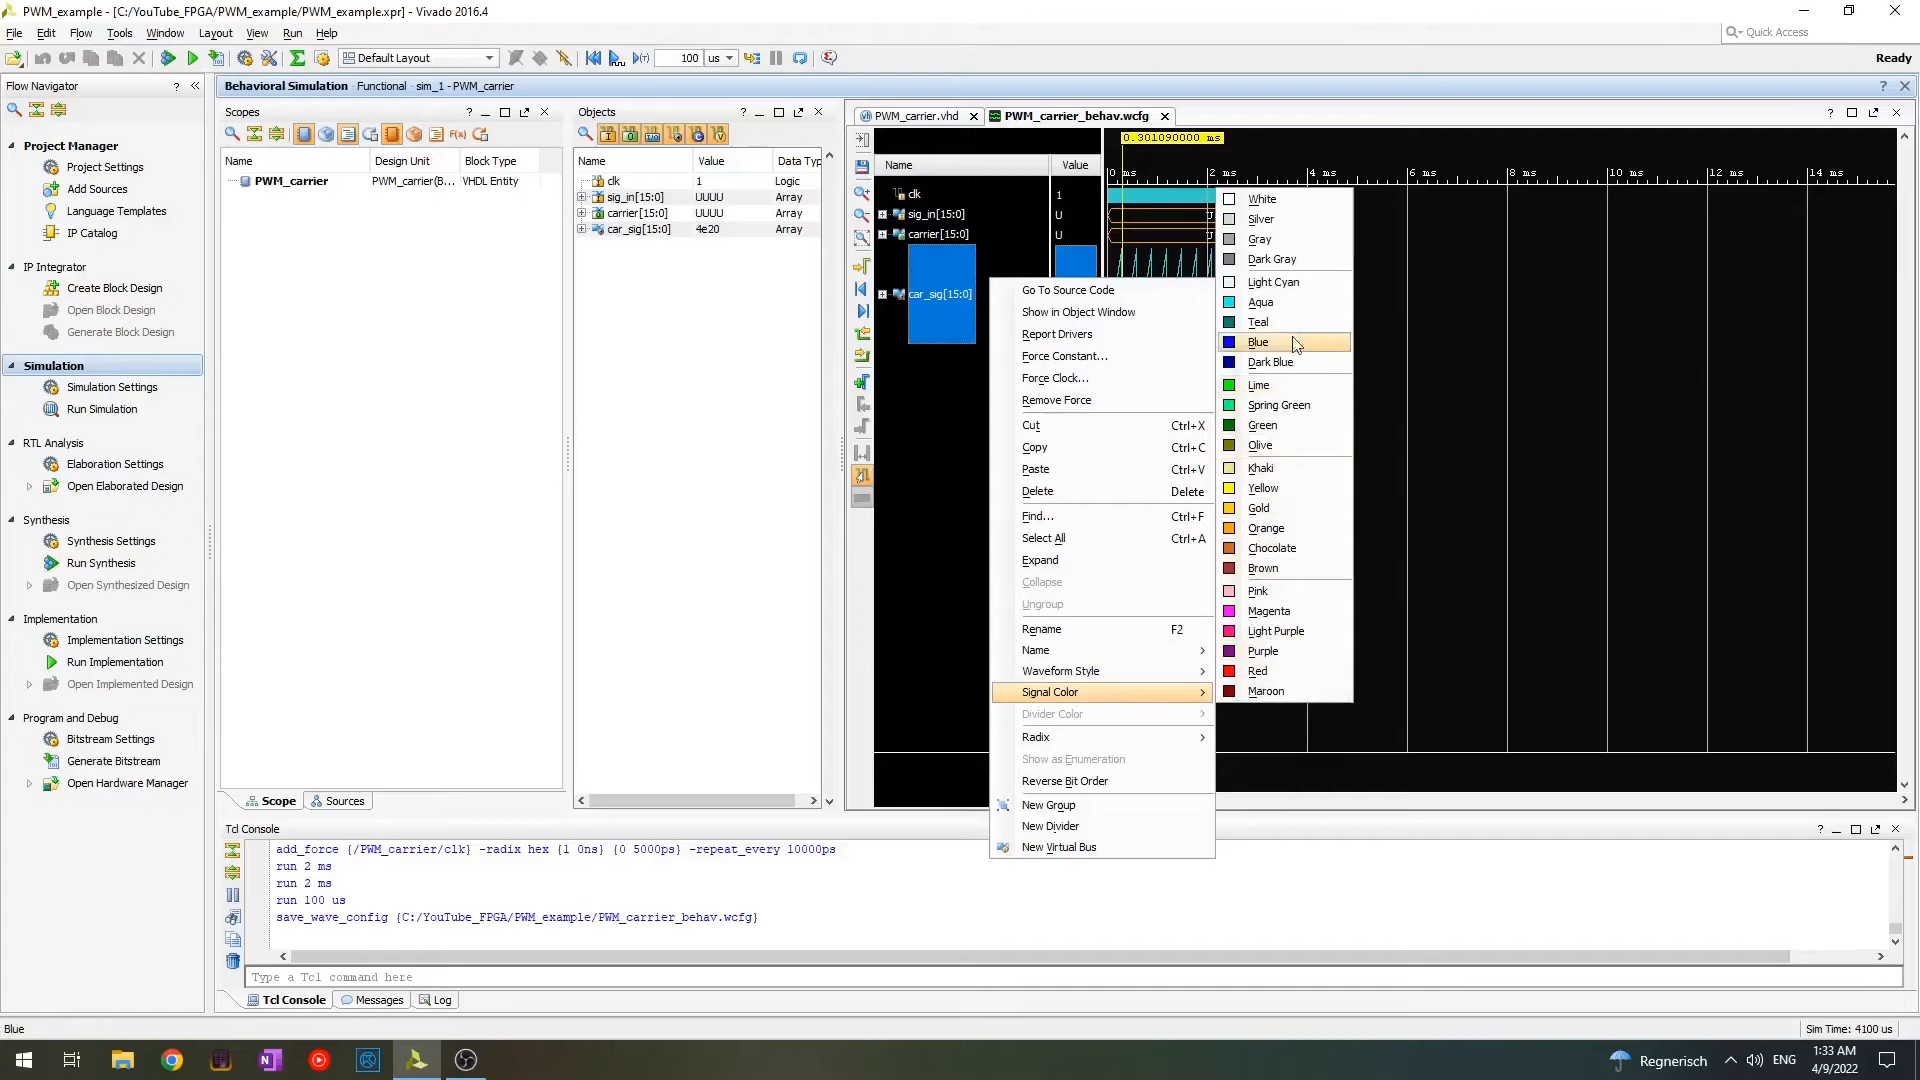 PWM_example - [C:/YouTube_FPGA/PWM_example/PWM_example.xpr] - Vivado 2016.4
File Edit Flow Tools Window Layout View Run Help
Quick Access
Default Layout
100 us
Ready
Flow Navigator ? «
Project Manager
Project Settings
Add Sources
Language Templates
IP Catalog
IP Integrator
Create Block Design
Open Block Design
Generate Block Design
Simulation
Simulation Settings
Run Simulation
RTL Analysis
Elaboration Settings
Open Elaborated Design
Synthesis
Synthesis Settings
Run Synthesis
Open Synthesized Design
Implementation
Implementation Settings
Run Implementation
Open Implemented Design
Program and Debug
Bitstream Settings
Generate Bitstream
Open Hardware Manager
Behavioral Simulation - Functional - sim_1 - PWM_carrier
Scopes
Name Design Unit Block Type
PWM_carrier PWM_carrier(B... VHDL Entity
Scope Sources
Objects
Name Value Data Typ
clk 1 Logic
sig_in[15:0] UUUU Array
carrier[15:0] UUUU Array
car_sig[15:0] 4e20 Array
PWM_carrier.vhd PWM_carrier_behav.wcfg
0.301090000 ms
Name Value
0 ms 2 ms 4 ms 6 ms 8 ms 10 ms 12 ms 14 ms
clk 1
sig_in[15:0] U U
carrier[15:0] U U
car_sig[15:0]
Go To Source Code
Show in Object Window
Report Drivers
Force Constant...
Force Clock...
Remove Force
Cut Ctrl+X
Copy Ctrl+C
Paste Ctrl+V
Delete Delete
Find... Ctrl+F
Select All Ctrl+A
Expand
Collapse
Ungroup
Rename F2
Name
Waveform Style
Signal Color
Divider Color
Radix
Show as Enumeration
Reverse Bit Order
New Group
New Divider
New Virtual Bus
White
Silver
Gray
Dark Gray
Light Cyan
Aqua
Teal
Blue
Dark Blue
Lime
Spring Green
Green
Olive
Khaki
Yellow
Gold
Orange
Chocolate
Brown
Pink
Magenta
Light Purple
Purple
Red
Maroon
Tcl Console
add_force {/PWM_carrier/clk} -radix hex {1 0ns} {0 5000ps} -repeat_every 10000ps
run 2 ms
run 2 ms
run 100 us
save_wave_config {C:/YouTube_FPGA/PWM_example/PWM_carrier_behav.wcfg}
Type a Tcl command here
Tcl Console Messages Log
Blue
Sim Time: 4100 us
Regnerisch
ENG
1:33 AM
4/9/2022